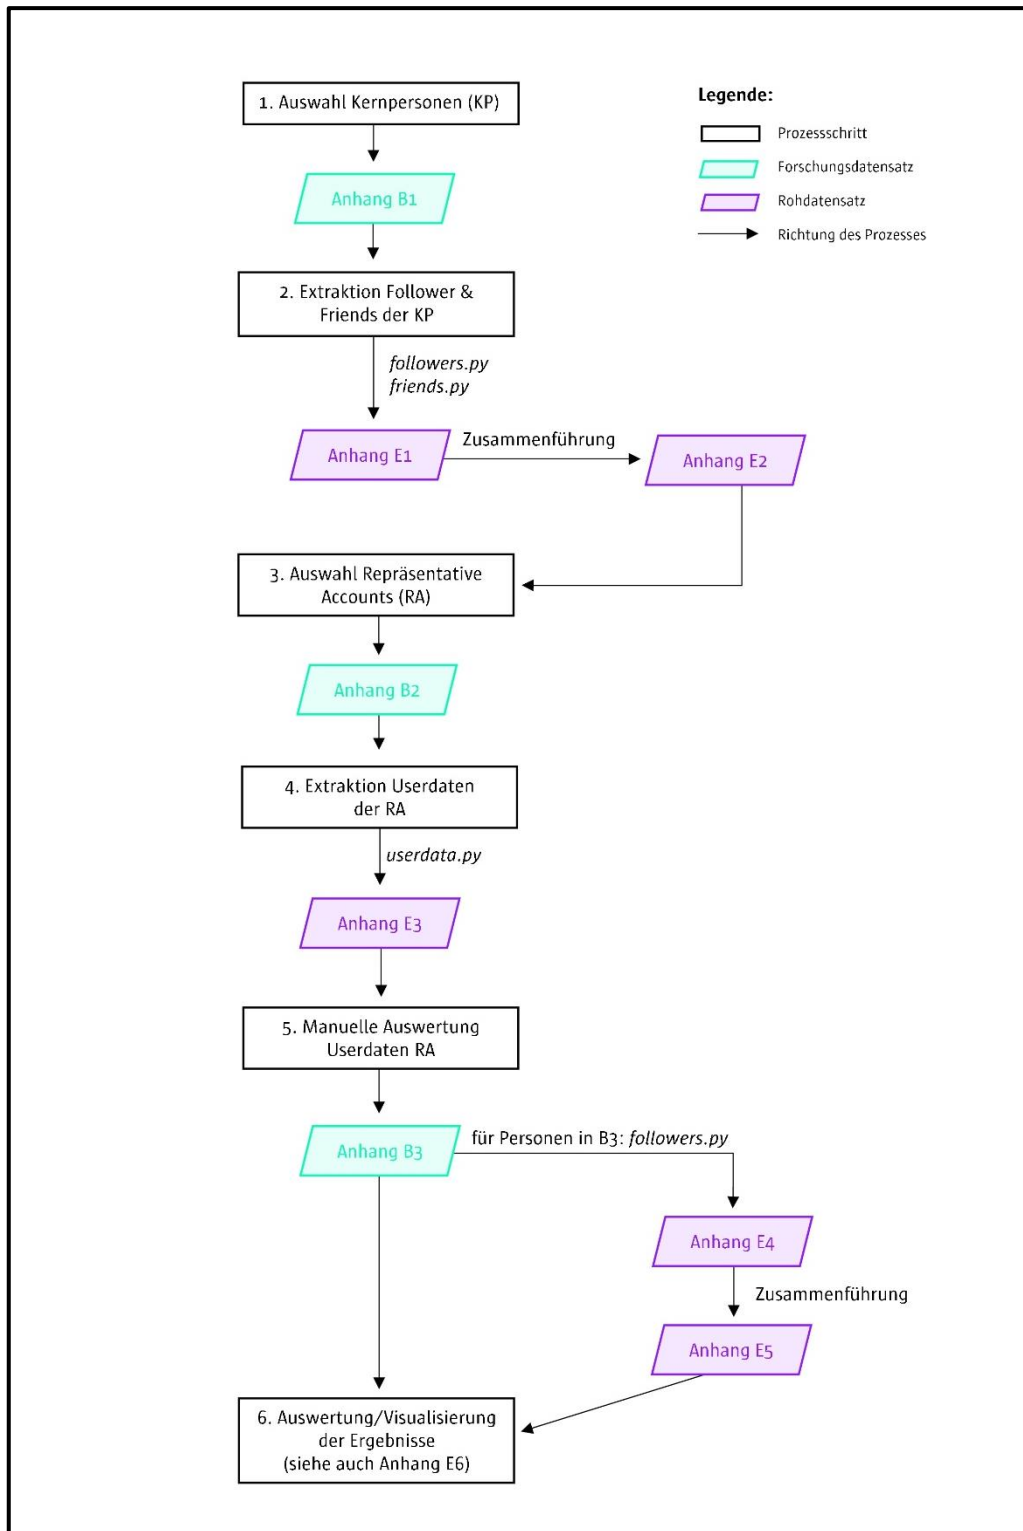 1. Auswahl Kernpersonen (KP)
Legende:
Prozessschritt
Forschungsdatensatz
Rohdatensatz
Richtung des Prozesses
Anhang B1
2. Extraktion Follower &
Friends der KP
followers.py
friends.py
Anhang E1
Zusammenführung
Anhang E2
3. Auswahl Repräsentative
Accounts (RA)
Anhang B2
4. Extraktion Userdaten
der RA
userdata.py
Anhang E3
5. Manuelle Auswertung
Userdaten RA
Anhang B3
für Personen in B3: followers.py
Anhang E4
Zusammenführung
Anhang E5
6. Auswertung/Visualisierung
der Ergebnisse
(siehe auch Anhang E6)